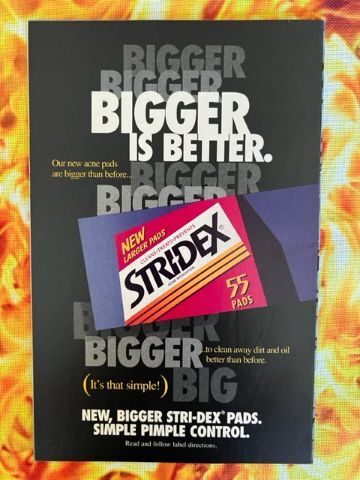 BIGGER
BIGGER
BIGGER
IS BETTER.
Our new acne pads
are bigger than before...
BIGGER
BIGGER
NEW
LARGER PADS
CLEANS•TREATS•PREVENTS
STRI-DEX®
55
PADS
BIGGER
BIGGER
...to clean away dirt and oil
better than before.
(It's that simple!)
BIG
NEW, BIGGER STRI-DEX® PADS.
SIMPLE PIMPLE CONTROL.
Read and follow label directions.